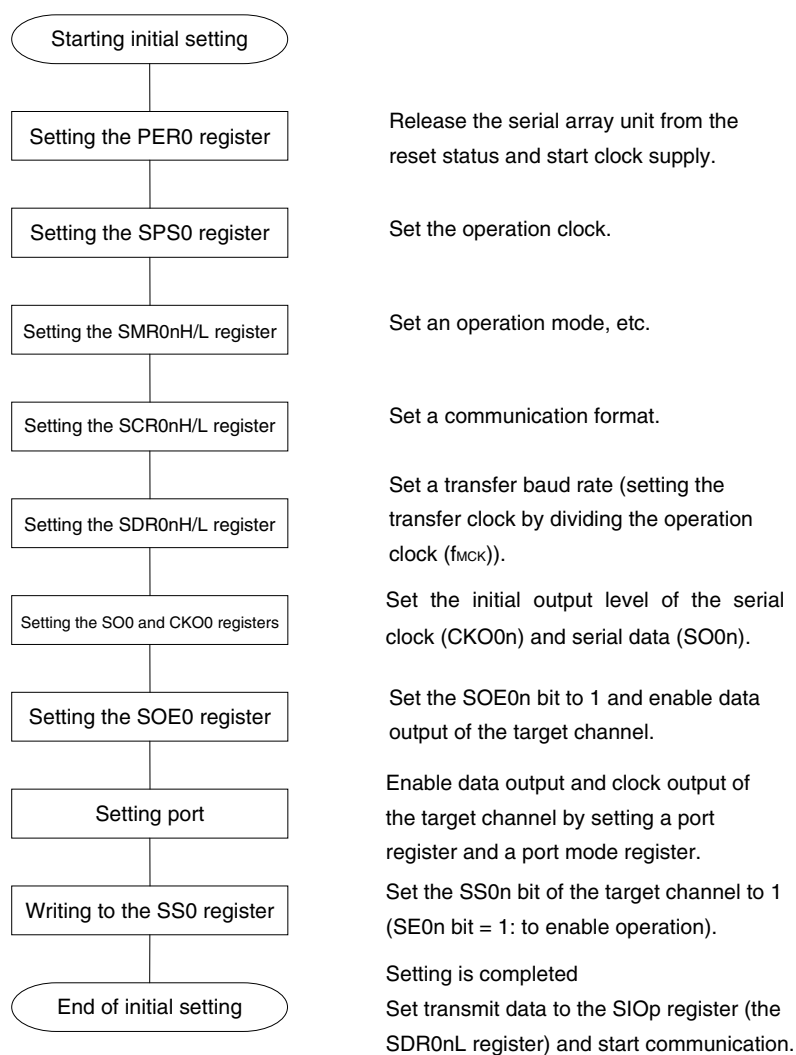 Starting initial setting
Setting the PER0 register
Release the serial array unit from the
reset status and start clock supply.
Setting the SPS0 register
Set the operation clock.
Setting the SMR0nH/L register
Set an operation mode, etc.
Setting the SCR0nH/L register
Set a communication format.
Setting the SDR0nH/L register
Set a transfer baud rate (setting the
transfer clock by dividing the operation
clock (fMCK)).
Setting the SO0 and CKO0 registers
Set the initial output level of the serial
clock (CKO0n) and serial data (SO0n).
Setting the SOE0 register
Set the SOE0n bit to 1 and enable data
output of the target channel.
Setting port
Enable data output and clock output of
the target channel by setting a port
register and a port mode register.
Writing to the SS0 register
Set the SS0n bit of the target channel to 1
(SE0n bit = 1: to enable operation).
End of initial setting
Setting is completed
Set transmit data to the SIOp register (the
SDR0nL register) and start communication.